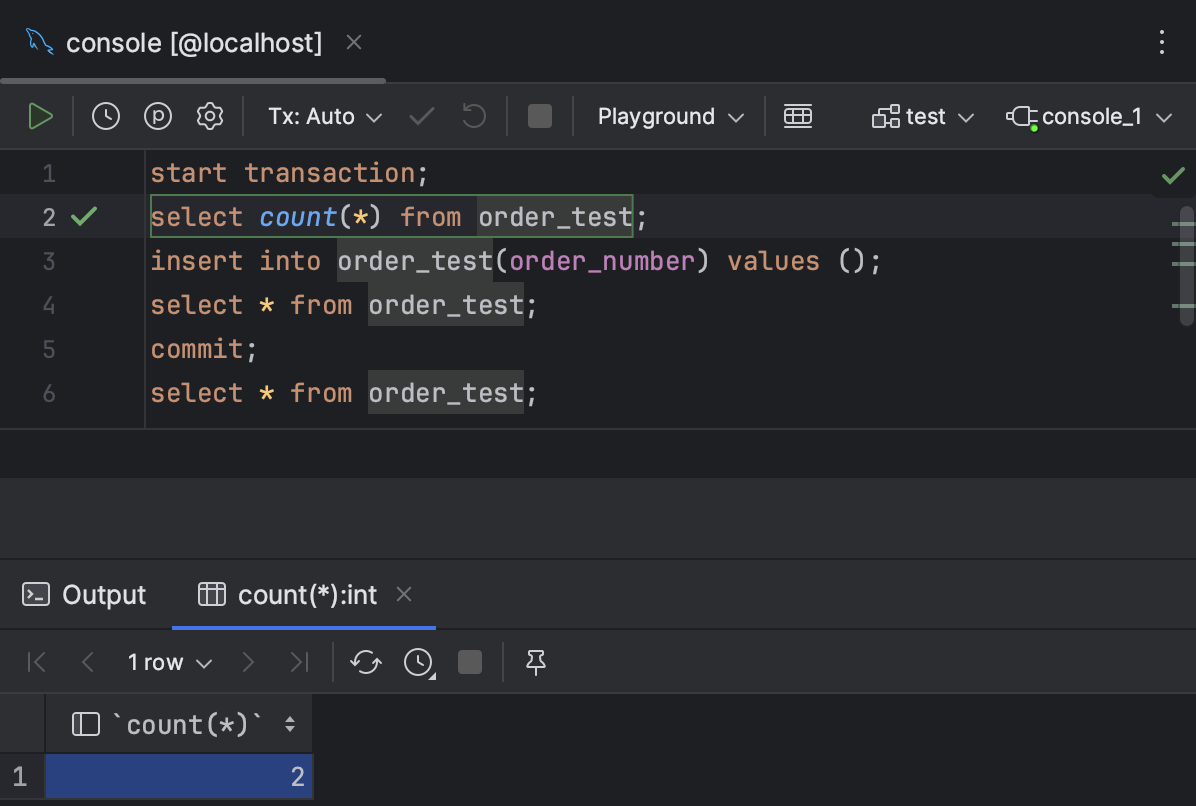 console [@localhost]
Tx: Auto Playground test console_1
1 start transaction;
2 select count(*) from order_test;
3 insert into order_test(order_number) values ();
4 select * from order_test;
5 commit;
6 select * from order_test;
Output count(*):int
1 row
`count(*)`
1 2